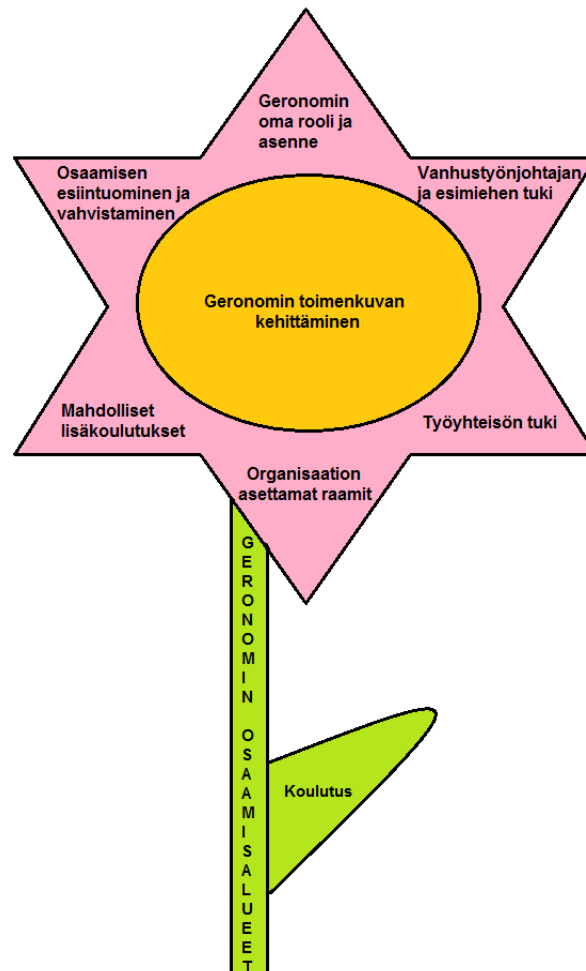 Geronomin
oma rooli ja
asenne
Osaamisen
esiintuominen ja
vahvistaminen
Vanhustyönjohtajan
ja esimiehen tuki
Geronomin toimenkuvan
kehittäminen
Mahdolliset
lisäkoulutukset
Työyhteisön tuki
Organisaation
asettamat raamit
GERONOMIN OSAAMISALUEET
Koulutus